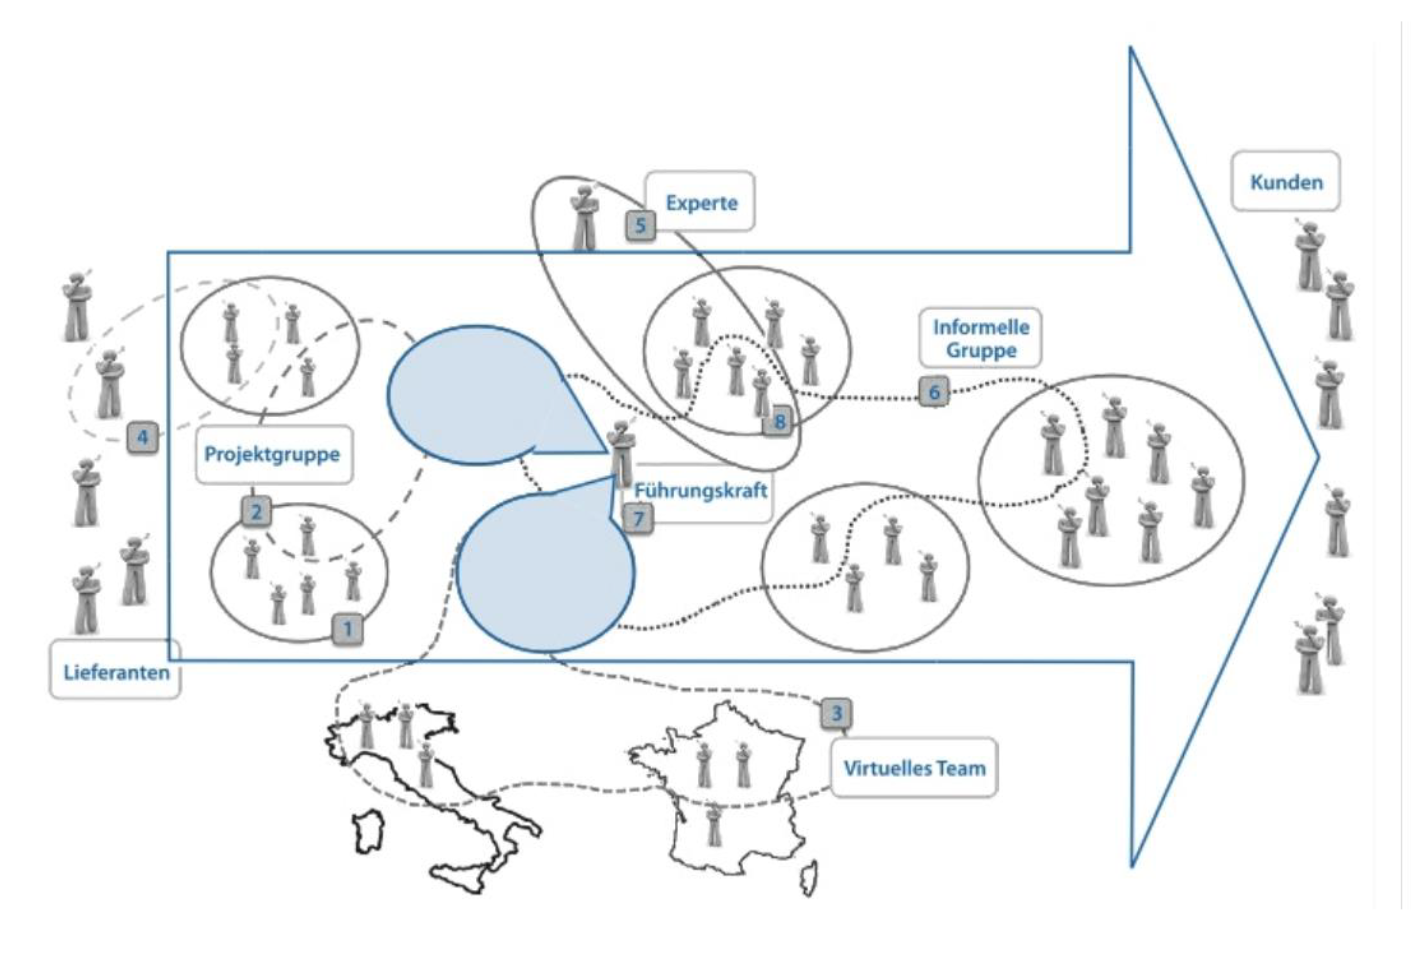 Kunden
Experte
5
Informelle
Gruppe
6
8
4
Projektgruppe
2
Führungskraft
7
1
Lieferanten
3
Virtuelles Team